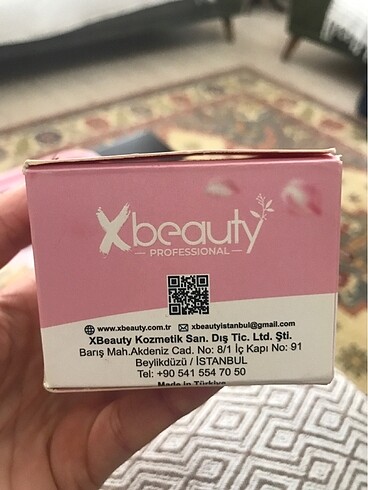 Xbeauty
PROFESSIONAL
www.xbeauty.com.tr xbeautyistanbul@gmail.com
XBeauty Kozmetik San. Dış Tic. Ltd. Şti.
Barış Mah.Akdeniz Cad. No: 8/1 İç Kapı No: 91
Beylikdüzü / İSTANBUL
Tel: +90 541 554 70 50
Made in Türkiye